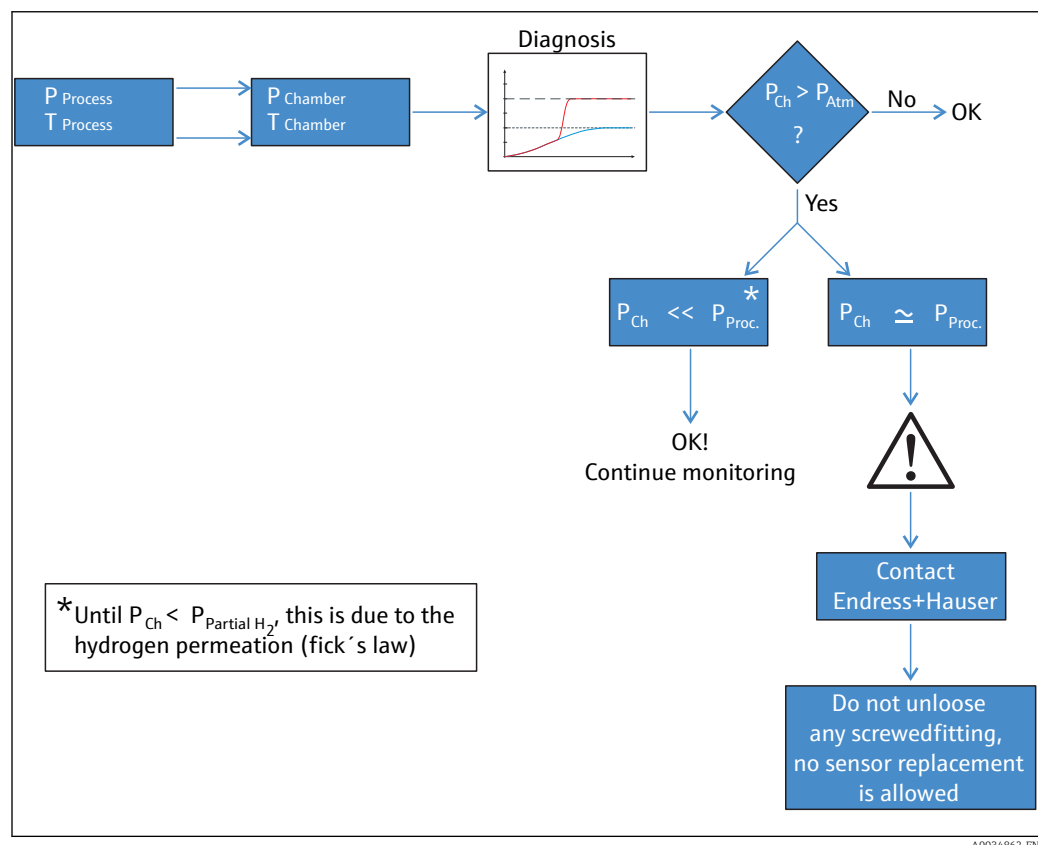 Diagnosis
P Process
T Process
P Chamber
T Chamber
P Ch > P Atm
?
No
OK
Yes
P Ch << P Proc. *
P Ch ≃ P Proc.
OK!
Continue monitoring
!
Contact
Endress+Hauser
*Until P Ch < P Partial H2, this is due to the
hydrogen permeation (fick´s law)
Do not unloose
any screwedfitting,
no sensor replacement
is allowed
A0034862-EN